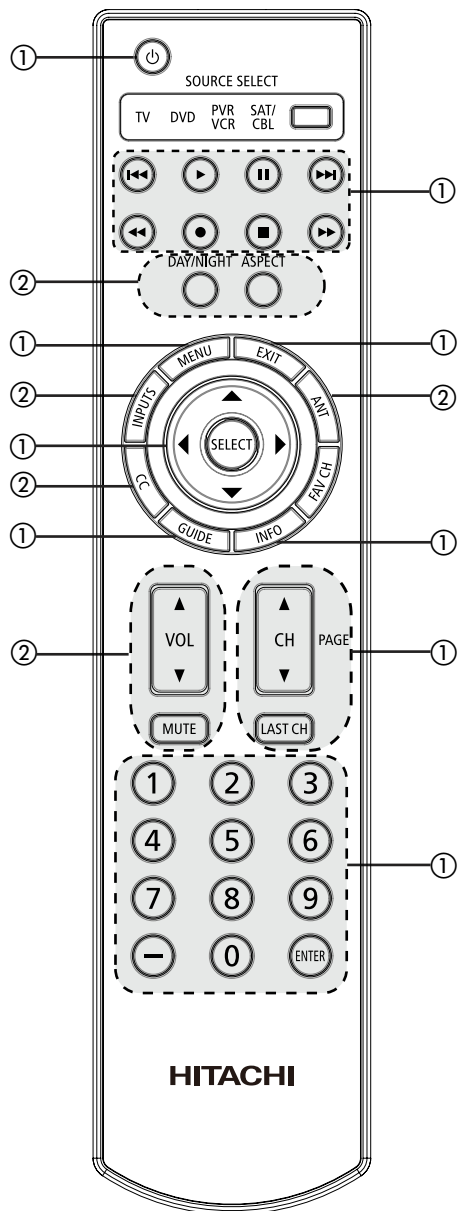 ①
SOURCE SELECT
TV DVD PVR VCR SAT/ CBL
①
②
DAY/NIGHT ASPECT
①
MENU EXIT
①
②
INPUTS ANT
②
①
SELECT
②
CC FAV CH
①
GUIDE INFO
①
②
VOL CH PAGE
①
MUTE LAST CH
1 2 3
4 5 6
①
7 8 9
– 0 ENTER
HITACHI